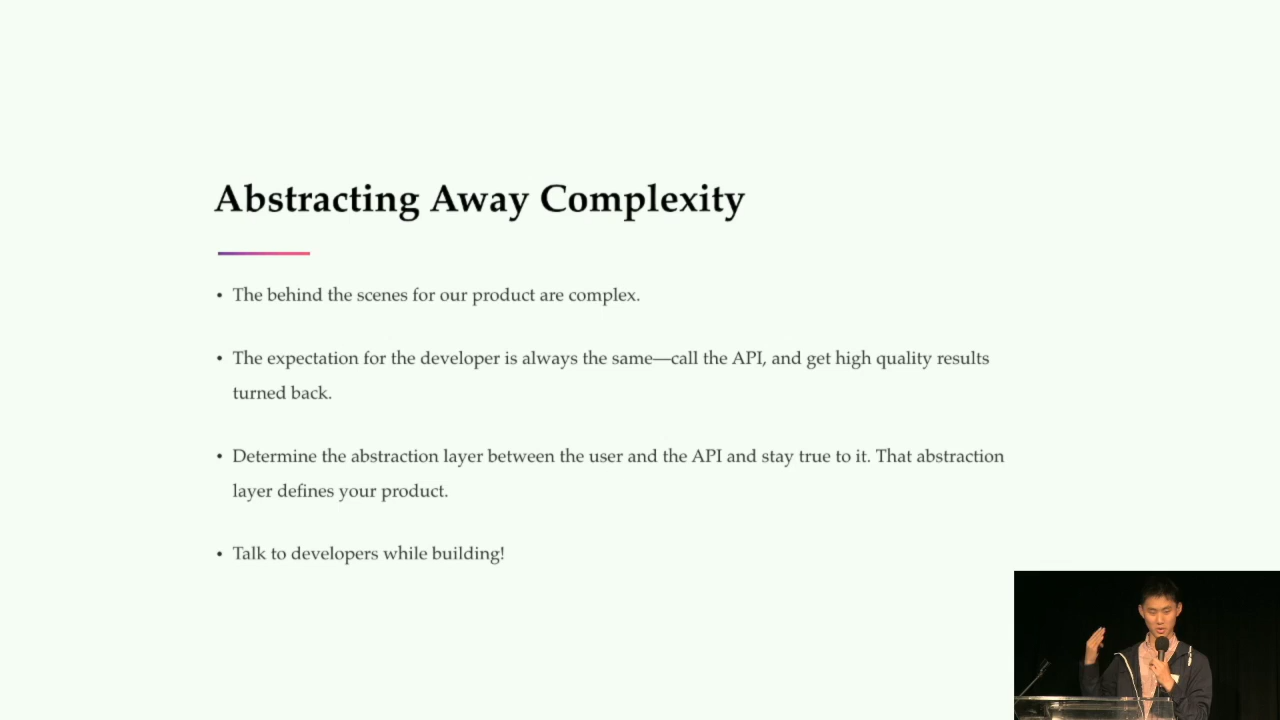 Abstracting Away Complexity
• The behind the scenes for our product are complex.
• The expectation for the developer is always the same—call the API, and get high quality results
turned back.
• Determine the abstraction layer between the user and the API and stay true to it. That abstraction
layer defines your product.
• Talk to developers while building!